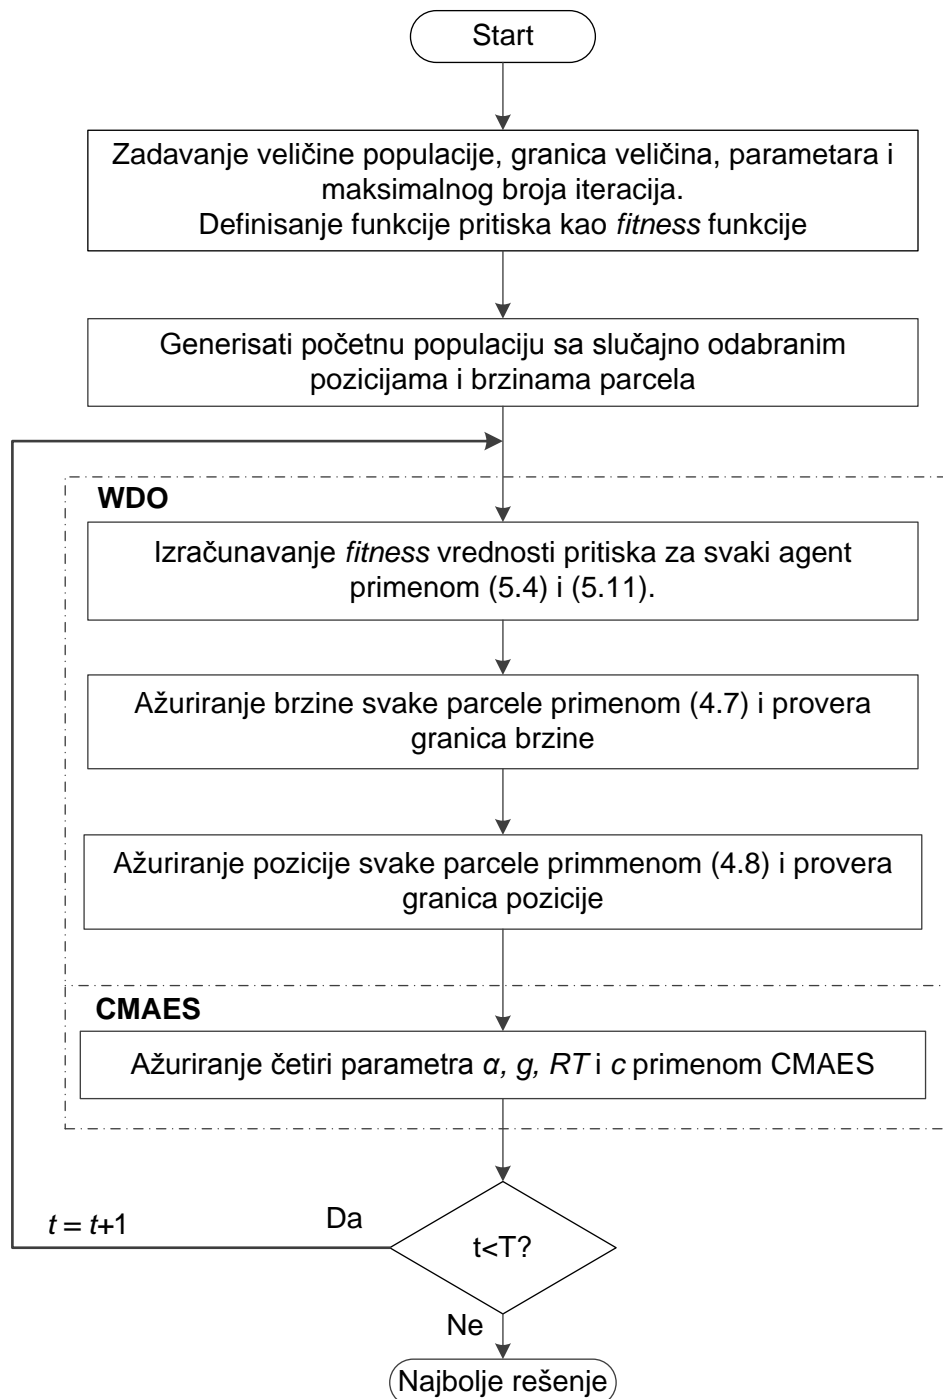 Start
Zadavanje veličine populacije, granica veličina, parametara i
maksimalnog broja iteracija.
Definisanje funkcije pritiska kao fitness funkcije
Generisati početnu populaciju sa slučajno odabranim
pozicijama i brzinama parcela
WDO
Izračunavanje fitness vrednosti pritiska za svaki agent
primenom (5.4) i (5.11).
Ažuriranje brzine svake parcele primenom (4.7) i provera
granica brzine
Ažuriranje pozicije svake parcele primmenom (4.8) i provera
granica pozicije
CMAES
Ažuriranje četiri parametra α, g, RT i c primenom CMAES
t = t+1
Da
t<T?
Ne
Najbolje rešenje